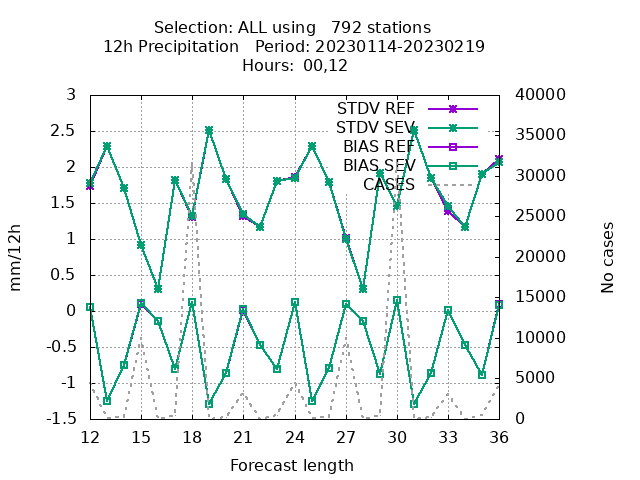 Selection: ALL using   792 stations
12h Precipitation   Period: 20230114-20230219
Hours:  00,12
3
2.5
2
1.5
1
0.5
0
-0.5
-1
-1.5
40000
35000
30000
25000
20000
15000
10000
5000
0
STDV REF
STDV SEV
BIAS REF
BIAS SEV
CASES
mm/12h
No cases
12 15 18 21 24 27 30 33 36
Forecast length